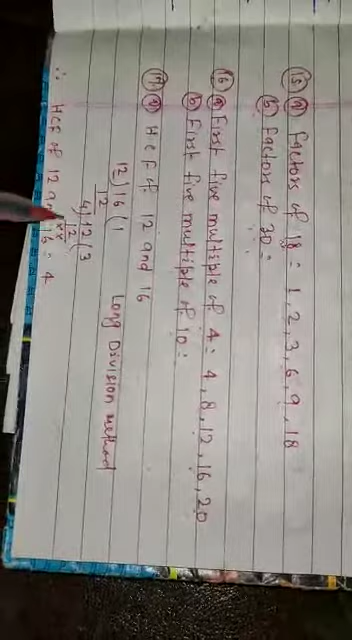 15 a Factors of 18 = 1, 2, 3, 6, 9, 18
b Factors of 30 =
16 a First five multiple of 4 = 4, 8, 12, 16, 20
b First five multiple of 10 =
17 a HCF of 12 and 16
12) 16 (1 Long Division method
12
4) 12 (3
12
xx
∴ HCF of 12 and 16 = 4